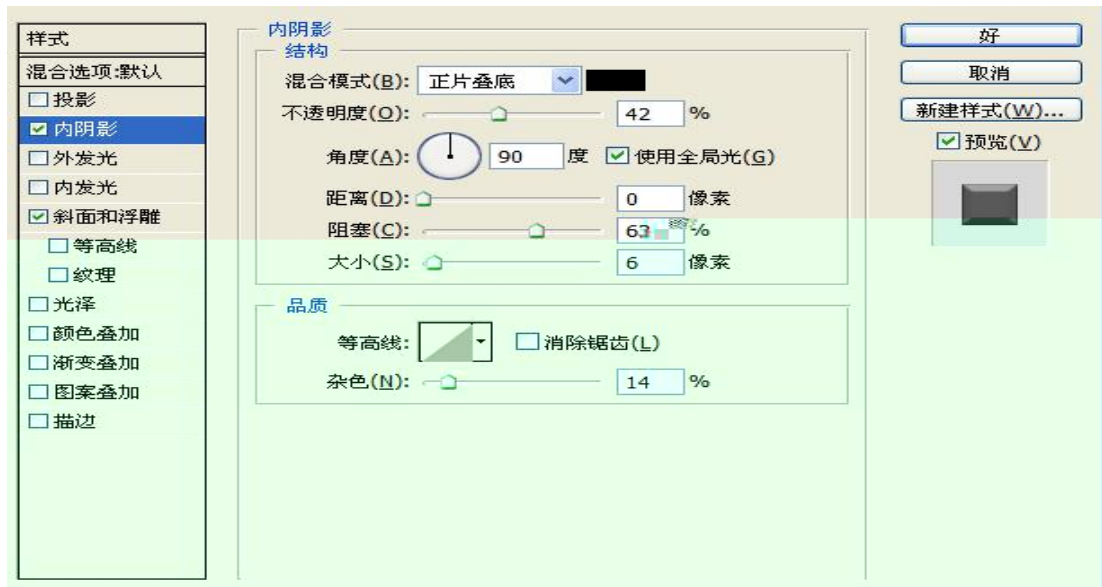 样式
混合选项:默认
投影
内阴影
外发光
内发光
斜面和浮雕
等高线
纹理
光泽
颜色叠加
渐变叠加
图案叠加
描边
内阴影
结构
混合模式(B): 正片叠底
不透明度(O): 42 %
角度(A): 90 度 使用全局光(G)
距离(D): 0 像素
阻塞(C): 63 %
大小(S): 6 像素
品质
等高线: 消除锯齿(L)
杂色(N): 14 %
好
取消
新建样式(W)...
预览(V)